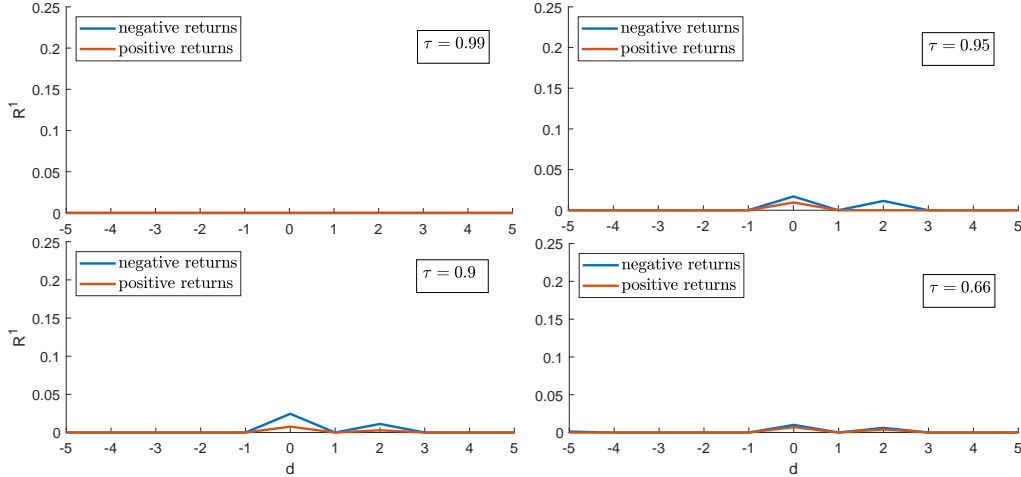 0.25
0.2
0.15
0.1
0.05
0
R¹
negative returns
positive returns
τ = 0.99
-5 -4 -3 -2 -1 0 1 2 3 4 5
0.25
0.2
0.15
0.1
0.05
0
negative returns
positive returns
τ = 0.95
-5 -4 -3 -2 -1 0 1 2 3 4 5
0.25
0.2
0.15
0.1
0.05
0
R¹
negative returns
positive returns
τ = 0.9
-5 -4 -3 -2 -1 0 1 2 3 4 5
d
0.25
0.2
0.15
0.1
0.05
0
negative returns
positive returns
τ = 0.66
-5 -4 -3 -2 -1 0 1 2 3 4 5
d